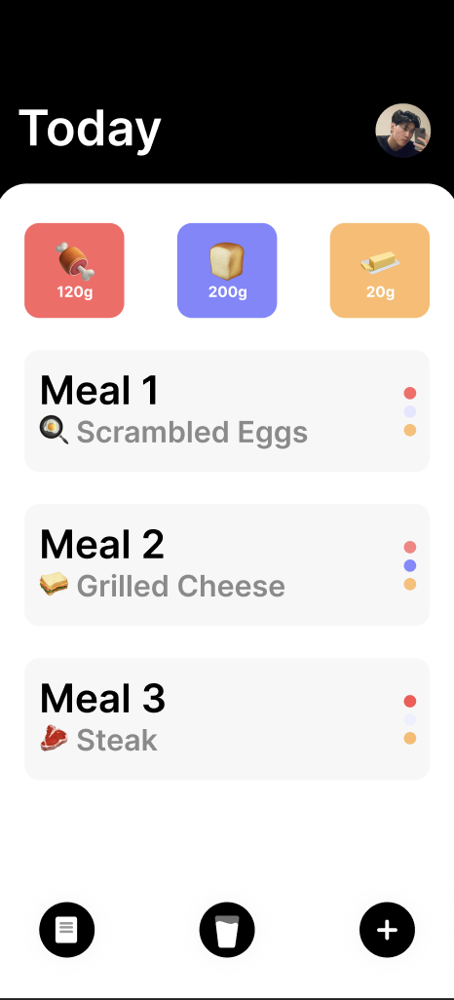 Today
120g
200g
20g
Meal 1
Scrambled Eggs
Meal 2
Grilled Cheese
Meal 3
Steak